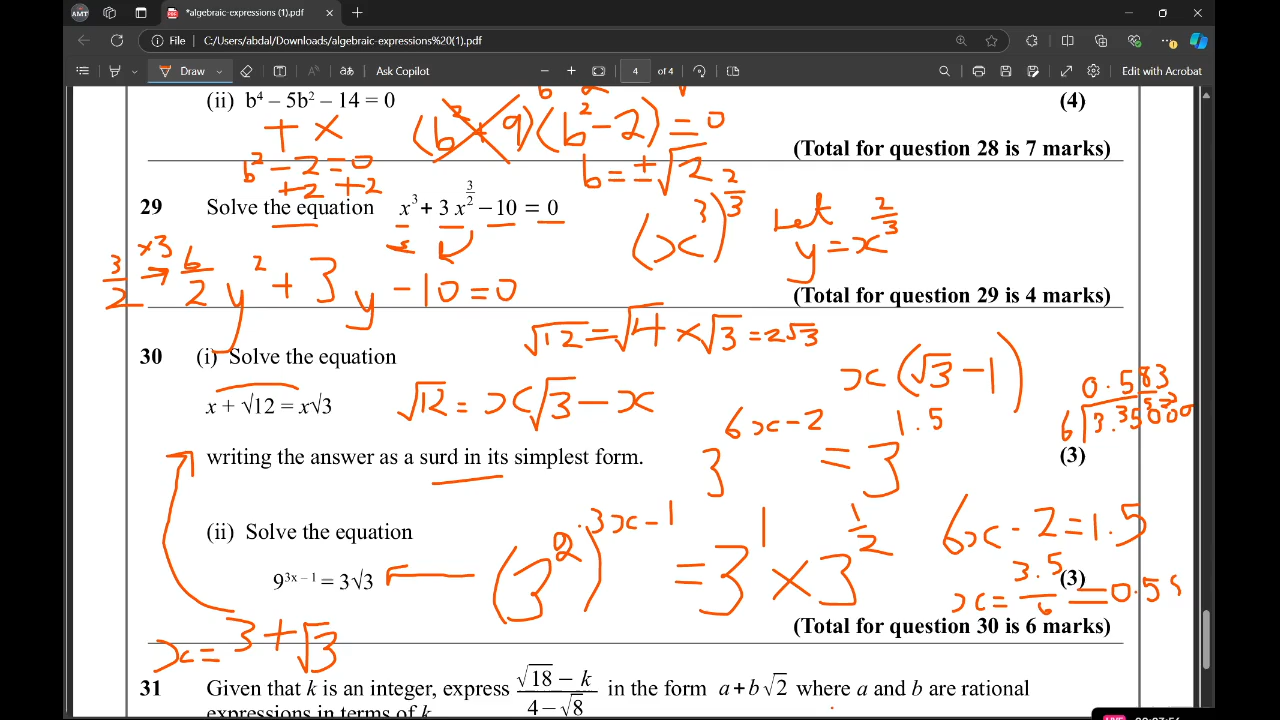 *algebraic-expressions (1).pdf
File C:/Users/abdal/Downloads/algebraic-expressions%20(1).pdf
Draw Ask Copilot 4 of 4 Edit with Acrobat
(ii) b⁴ – 5b² – 14 = 0 (4)
+ ×
(b² + 9)(b² – 2) = 0
(Total for question 28 is 7 marks)
b² – 2 = 0
+2 +2
b = ± √2
29 Solve the equation x³ + 3x^(3/2) – 10 = 0
(x³)^(2/3) Let y = x^(2/3)
3/2 ×3 → 6/2
y² + 3y – 10 = 0
(Total for question 29 is 4 marks)
√12 = √4 × √3 = 2√3
30 (i) Solve the equation
x(√3 – 1)
x + √12 = x√3
√12 = x√3 – x
0.583
3^(6x – 2) = 3^1.5
writing the answer as a surd in its simplest form. (3)
(ii) Solve the equation
9^(3x – 1) = 3√3
(3²)^(3x – 1) = 3^1 × 3^(1/2)
6x – 2 = 1.5
x = 3.5/6 = 0.5
(3)
(Total for question 30 is 6 marks)
x = 3 + √3
31 Given that k is an integer, express (√18 – k)/(4 – √8) in the form a + b√2 where a and b are rational
expressions in terms of k